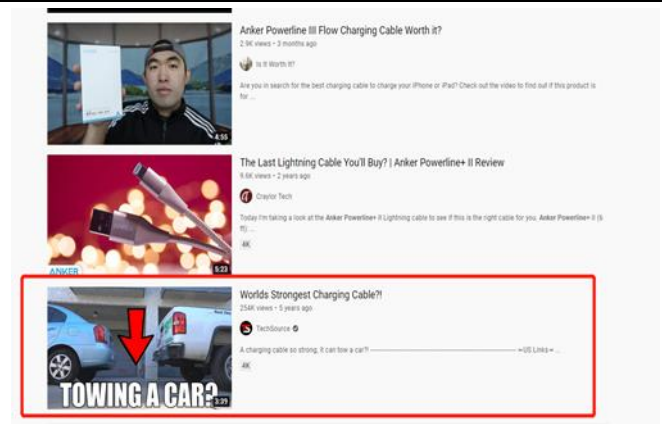 Anker Powerline III Flow Charging Cable Worth it?
2.9K views • 3 months ago
Is It Worth It?
Are you in search for the best charging cable to charge your iPhone or iPad? Check out the video to find out if this product is
for ...
4:55
The Last Lightning Cable You'll Buy? | Anker Powerline+ II Review
9.6K views • 2 years ago
Craylor Tech
Today I'm taking a look at the Anker Powerline+ II Lightning cable to see if this is the right cable for you. Anker Powerline+ II (6
ft): ...
4K
ANKER
5:23
Worlds Strongest Charging Cable?!
254K views • 5 years ago
TechSource
A charging cable so strong, it can tow a car?! ---------------------------------------- ⇒US Links⇐ ...
4K
TOWING A CAR?
3:39